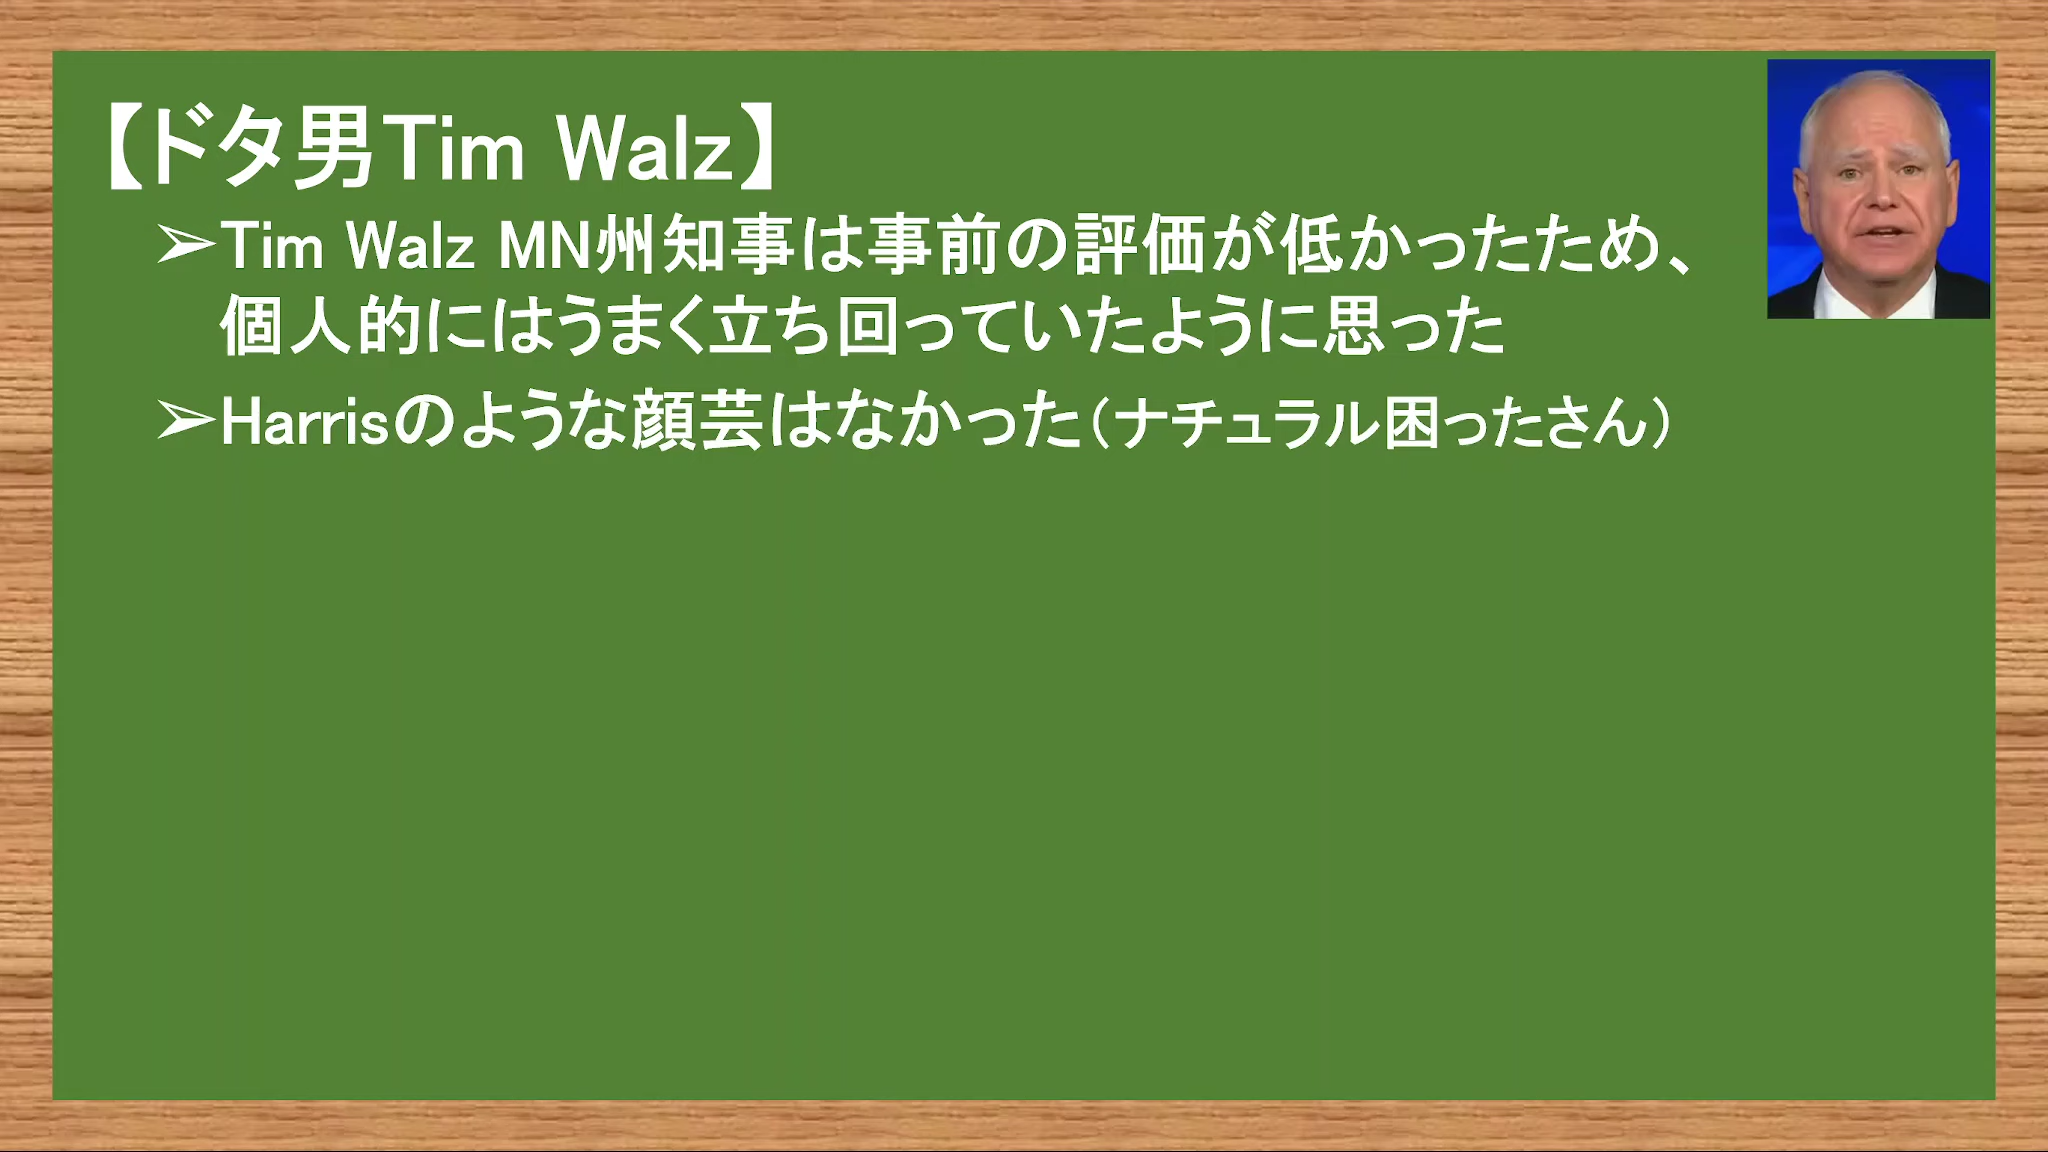 【ドタ男Tim Walz】
➢Tim Walz MN州知事は事前の評価が低かったため、
個人的にはうまく立ち回っていたように思った
➢Harrisのような顔芸はなかった（ナチュラル困ったさん）